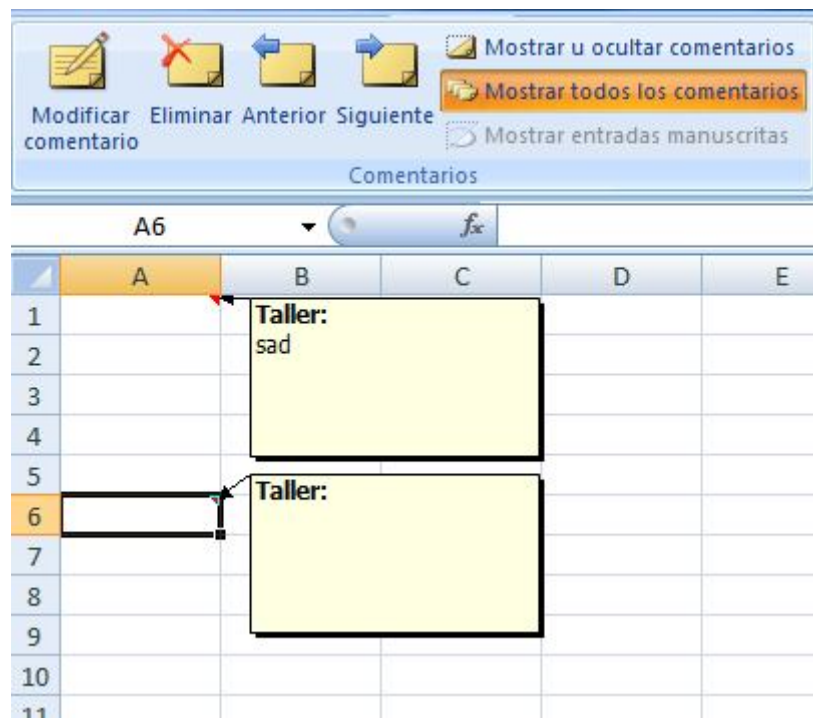 Modificar comentario
Eliminar
Anterior
Siguiente
Mostrar u ocultar comentarios
Mostrar todos los comentarios
Mostrar entradas manuscritas
Comentarios
A6
fx
A B C D E
1
Taller:
2
sad
3
4
5
Taller:
6
7
8
9
10
11